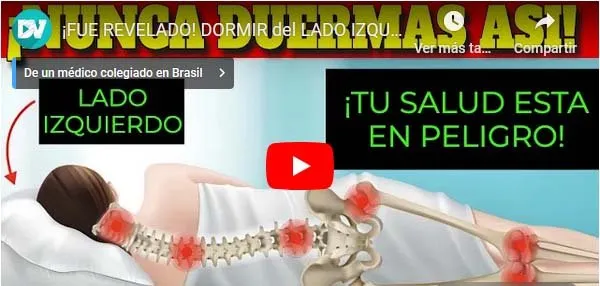 ¡NUNCA DUERMAS ASÍ!
DV ¡FUE REVELADO! DORMIR del LADO IZQU...
Ver más ta...
Compartir
De un médico colegiado en Brasil
LADO
IZQUIERDO
¡TU SALUD ESTA
EN PELIGRO!